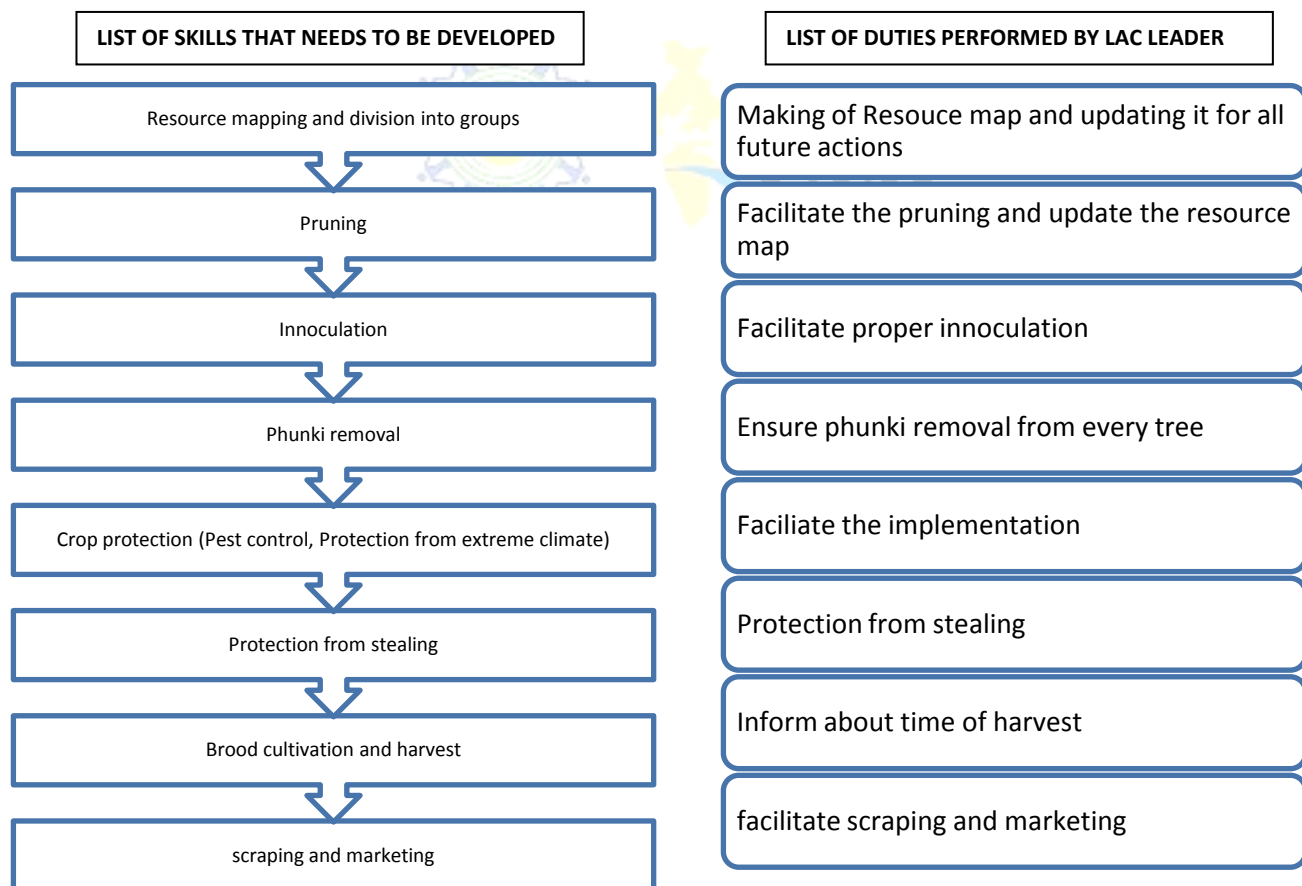 LIST OF SKILLS THAT NEEDS TO BE DEVELOPED
Resource mapping and division into groups
Pruning
Innoculation
Phunki removal
Crop protection (Pest control, Protection from extreme climate)
Protection from stealing
Brood cultivation and harvest
scraping and marketing
LIST OF DUTIES PERFORMED BY LAC LEADER
Making of Resouce map and updating it for all
future actions
Facilitate the pruning and update the resource
map
Facilitate proper innoculation
Ensure phunki removal from every tree
Faciliate the implementation
Protection from stealing
Inform about time of harvest
facilitate scraping and marketing